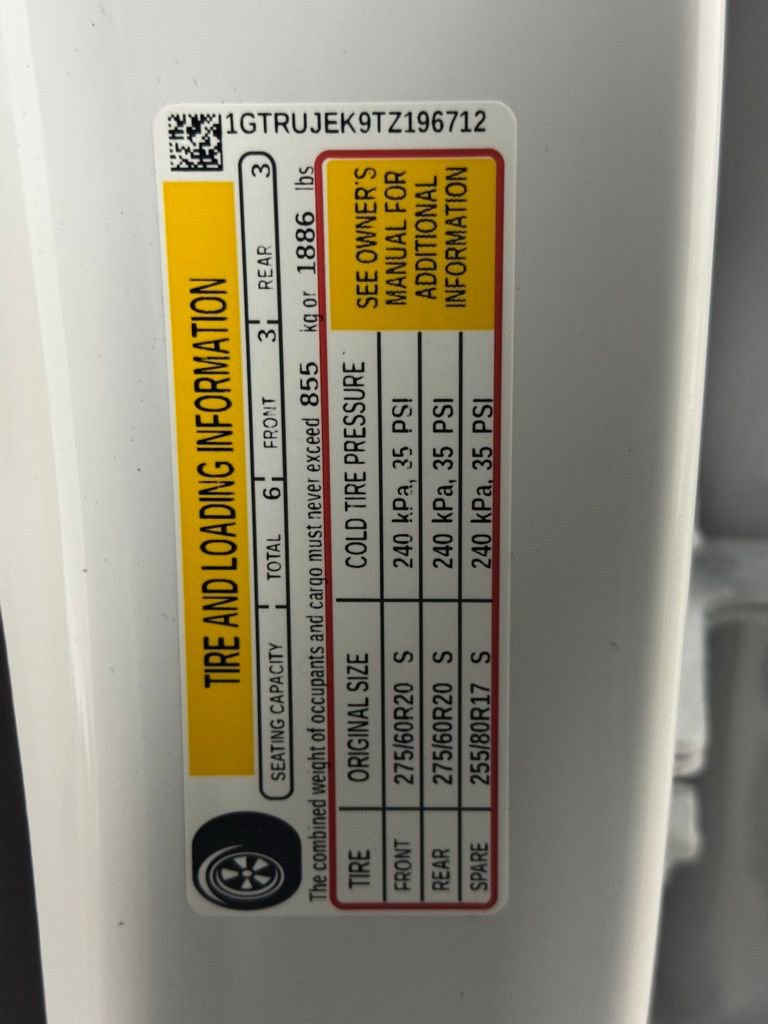 1GTRUJEK9TZ196712
TIRE AND LOADING INFORMATION
SEATING CAPACITY TOTAL 6 FRONT 3 REAR 3
The combined weight of occupants and cargo must never exceed 855 kg or 1886 lbs
TIRE ORIGINAL SIZE COLD TIRE PRESSURE
FRONT 275/60R20 S 240 kPa, 35 PSI
REAR 275/60R20 S 240 kPa, 35 PSI
SPARE 255/80R17 S 240 kPa, 35 PSI
SEE OWNER'S
MANUAL FOR
ADDITIONAL
INFORMATION